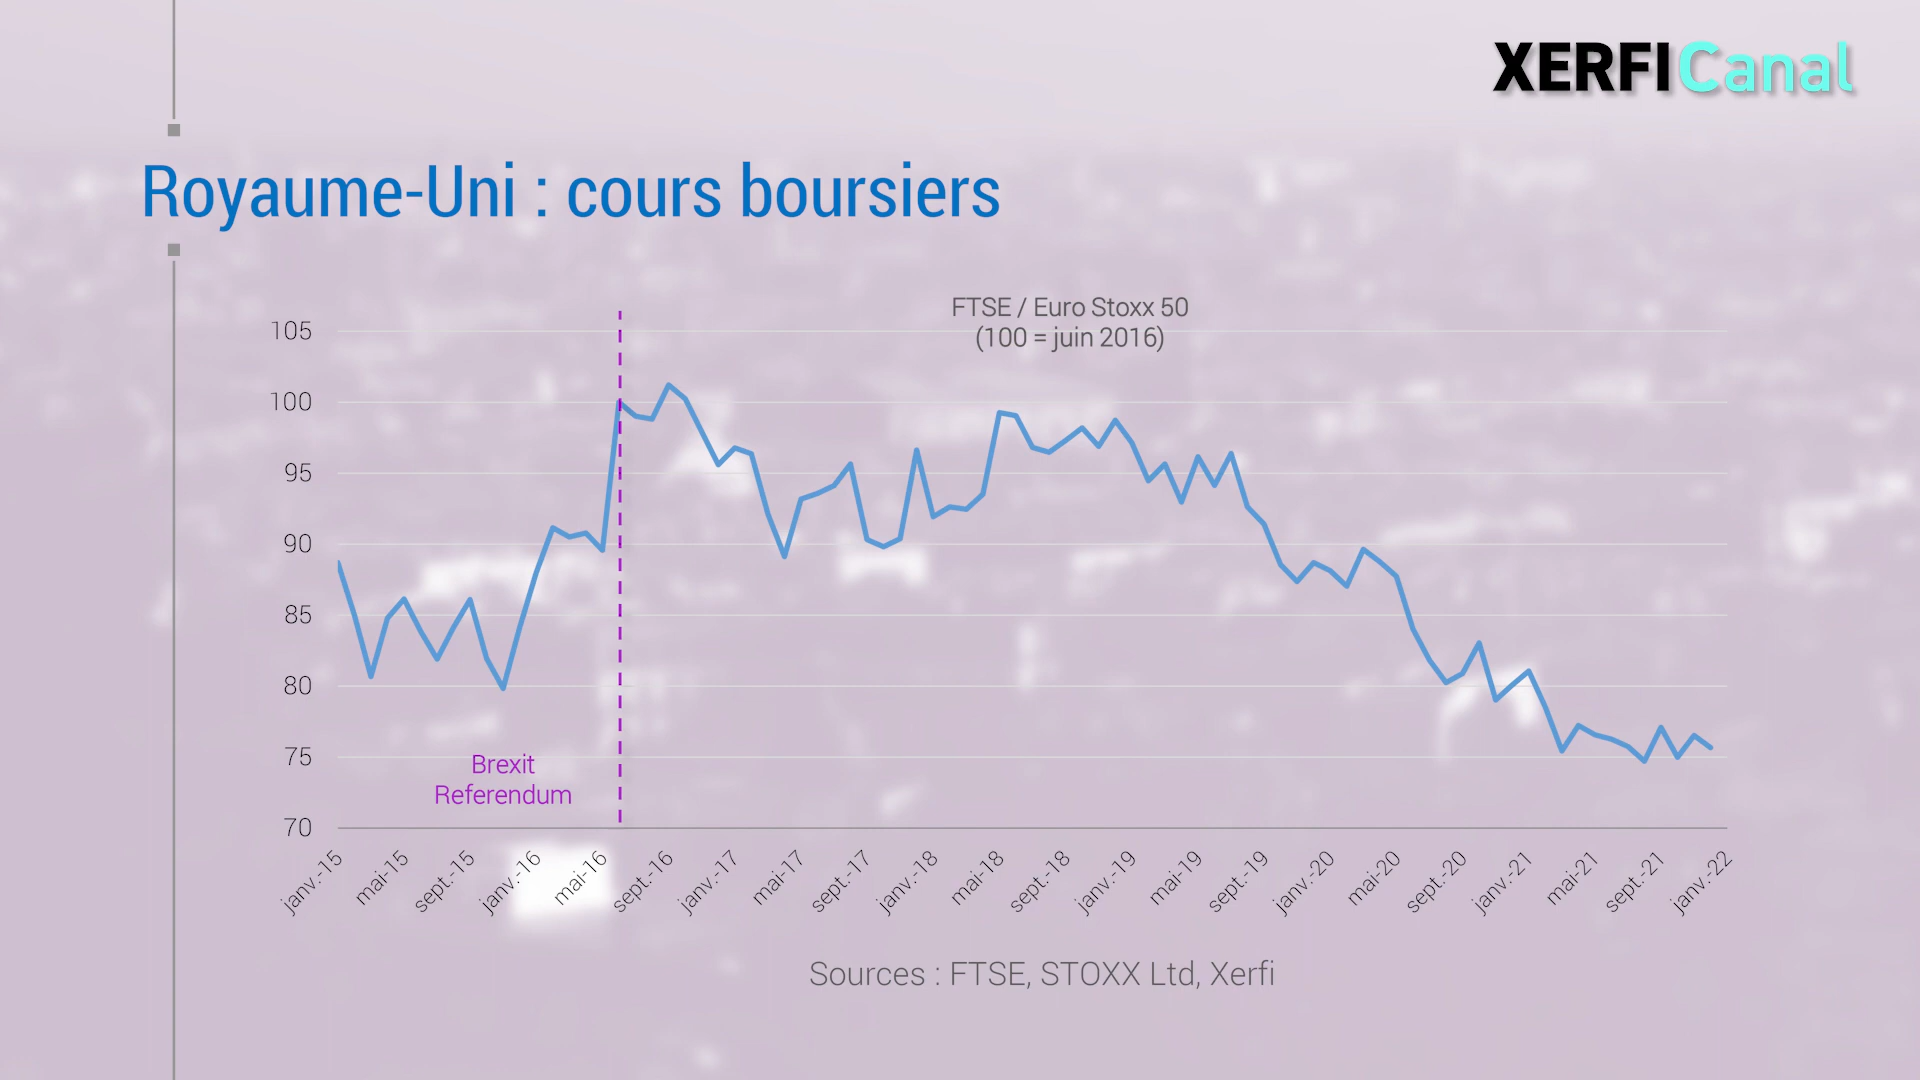 XERFI Canal
Royaume-Uni : cours boursiers
FTSE / Euro Stoxx 50
(100 = juin 2016)
105
100
95
90
85
80
75
70
Brexit
Referendum
janv.-15
mai-15
sept.-15
janv.-16
mai-16
sept.-16
janv.-17
mai-17
sept.-17
janv.-18
mai-18
sept.-18
janv.-19
mai-19
sept.-19
janv.-20
mai-20
sept.-20
janv.-21
mai-21
sept.-21
janv.-22
Sources : FTSE, STOXX Ltd, Xerfi